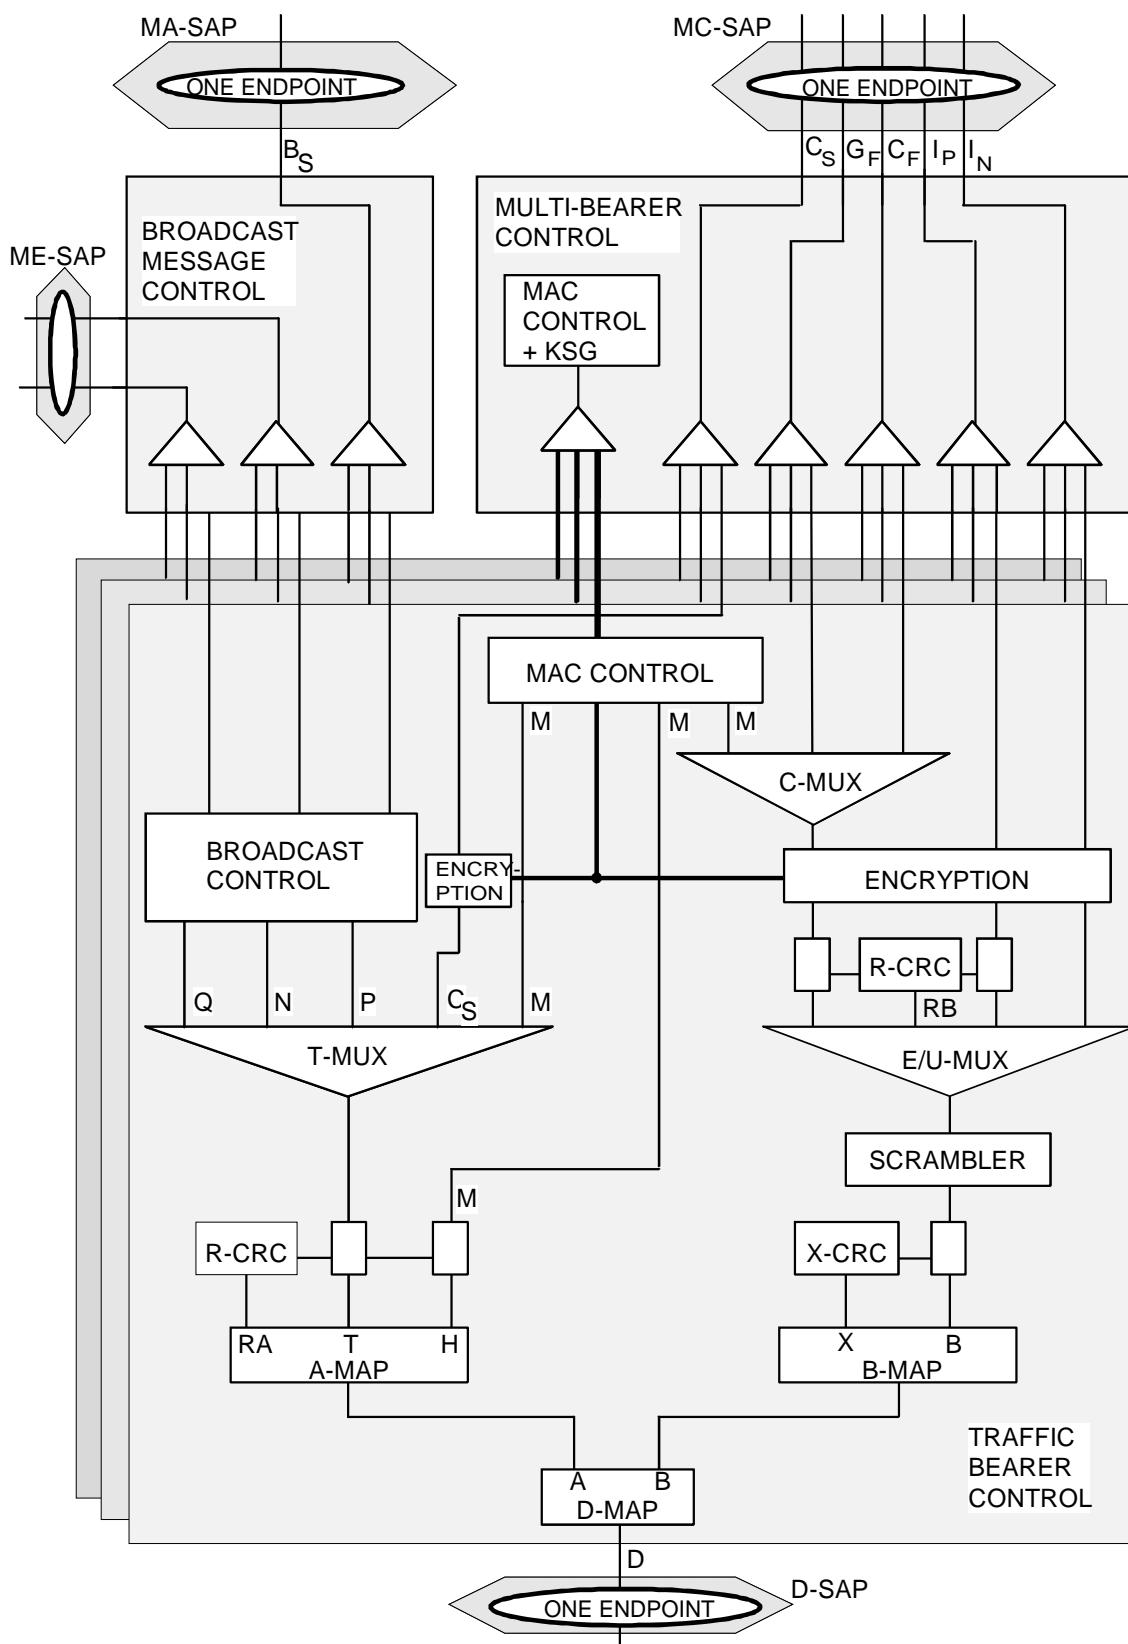 MA-SAP
MC-SAP
ONE ENDPOINT
ONE ENDPOINT
BS
CS GF CF IP IN
BROADCAST
MESSAGE
CONTROL
MULTI-BEARER
CONTROL
ME-SAP
MAC
CONTROL
+ KSG
MAC CONTROL
M
M
M
C-MUX
BROADCAST
CONTROL
ENCRY-
PTION
ENCRYPTION
R-CRC
Q
N
P
CS
M
RB
T-MUX
E/U-MUX
SCRAMBLER
M
R-CRC
X-CRC
RA
T
H
A-MAP
X
B
B-MAP
TRAFFIC
BEARER
CONTROL
A
B
D-MAP
D
D-SAP
ONE ENDPOINT